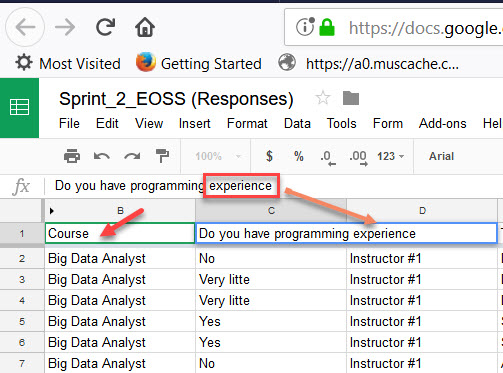 https://docs.google.
Most Visited Getting Started https://a0.muscache.c...
Sprint_2_EOSS (Responses)
File Edit View Insert Format Data Tools Form Add-ons Hel
100% $ % .0 .00 123 Arial
fx Do you have programming experience
B C D
1 Course Do you have programming experience
2 Big Data Analyst No Instructor #1
3 Big Data Analyst Very litte Instructor #1
4 Big Data Analyst Very litte Instructor #1
5 Big Data Analyst Yes Instructor #1
6 Big Data Analyst Yes Instructor #1
7 Big Data Analyst No Instructor #1